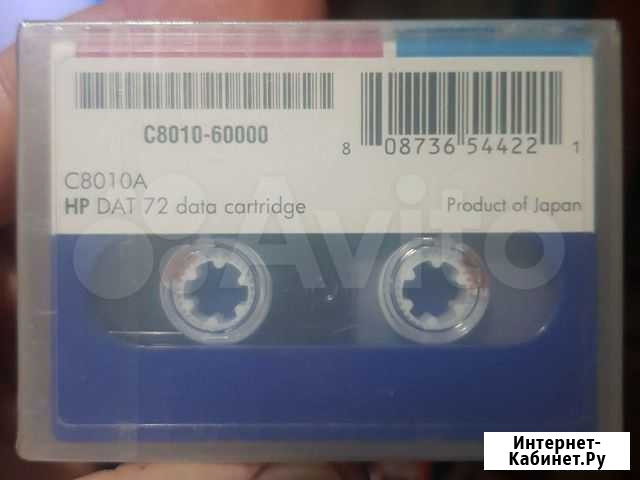 C8010-60000
8 08736 54422 1
C8010A
HP DAT 72 data cartridge
Product of Japan
Avito
Интернет-
Кабинет.Ру